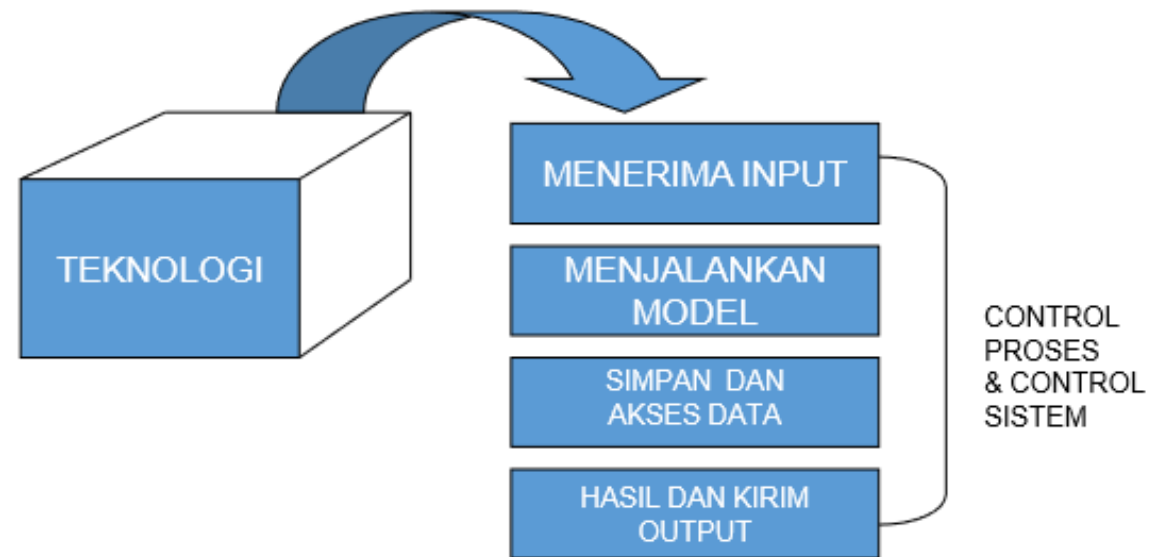 TEKNOLOGI
MENERIMA INPUT
MENJALANKAN
MODEL
SIMPAN DAN
AKSES DATA
HASIL DAN KIRIM
OUTPUT
CONTROL
PROSES
& CONTROL
SISTEM